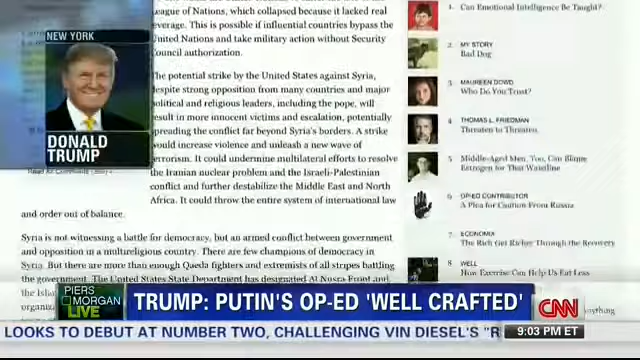 League of Nations, which collapsed because it lacked real
leverage. This is possible if influential countries bypass the
United Nations and take military action without Security
Council authorization.
The potential strike by the United States against Syria,
despite strong opposition from many countries and major
political and religious leaders, including the pope, will
result in more innocent victims and escalation, potentially
spreading the conflict far beyond Syria's borders. A strike
would increase violence and unleash a new wave of
terrorism. It could undermine multilateral efforts to resolve
the Iranian nuclear problem and the Israeli-Palestinian
conflict and further destabilize the Middle East and North
Africa. It could throw the entire system of international law
and order out of balance.
Syria is not witnessing a battle for democracy, but an armed conflict between government
and opposition in a multireligious country. There are few champions of democracy in
Syria. But there are more than enough Qaeda fighters and extremists of all stripes battling
the government. The United States State Department has designated Al Nusra Front and
the Islamic
1. Can Emotional Intelligence Be Taught?
2. MY STORY
Bad Dog
3. MAUREEN DOWD
Who Do You Trust?
4. THOMAS L. FRIEDMAN
Threaten to Threaten
5. Middle-Aged Men, Too, Can Blame
Estrogen for That Waistline
6. OP-ED CONTRIBUTOR
A Plea for Caution From Russia
7. ECONOMIX
The Rich Get Richer Through the Recovery
8. WELL
How Exercise Can Help Us Eat Less
anything
NEW YORK
DONALD
TRUMP
PIERS
MORGAN
LIVE
TRUMP: PUTIN'S OP-ED 'WELL CRAFTED'
CNN
LOOKS TO DEBUT AT NUMBER TWO, CHALLENGING VIN DIESEL'S "R
9:03 PM ET